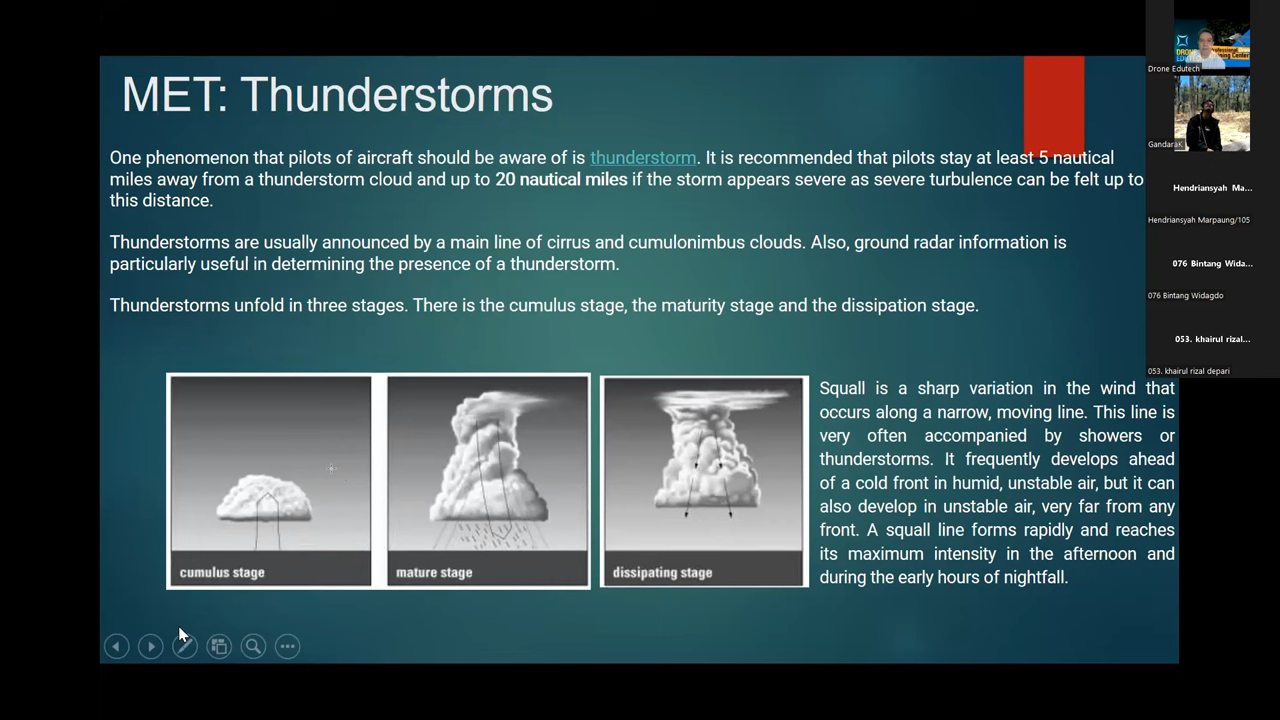 MET: Thunderstorms
One phenomenon that pilots of aircraft should be aware of is thunderstorm. It is recommended that pilots stay at least 5 nautical
miles away from a thunderstorm cloud and up to 20 nautical miles if the storm appears severe as severe turbulence can be felt up to
this distance.
Thunderstorms are usually announced by a main line of cirrus and cumulonimbus clouds. Also, ground radar information is
particularly useful in determining the presence of a thunderstorm.
Thunderstorms unfold in three stages. There is the cumulus stage, the maturity stage and the dissipation stage.
cumulus stage
mature stage
dissipating stage
Squall is a sharp variation in the wind that
occurs along a narrow, moving line. This line is
very often accompanied by showers or
thunderstorms. It frequently develops ahead
of a cold front in humid, unstable air, but it can
also develop in unstable air, very far from any
front. A squall line forms rapidly and reaches
its maximum intensity in the afternoon and
during the early hours of nightfall.
Drone Edutech
GandaraK
Hendriansyah Ma...
Hendriansyah Marpaung/105
076 Bintang Wida...
076 Bintang Widagdo
053. khairul rizal...
053. khairul rizal depari